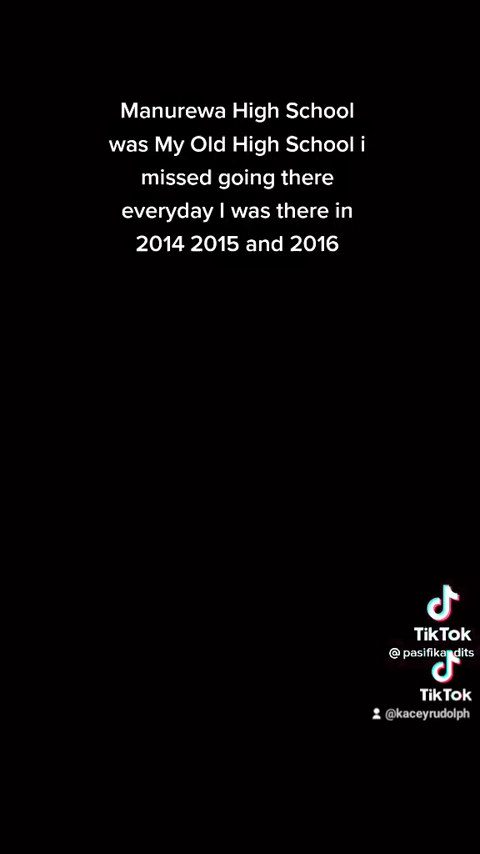 Manurewa High School
was My Old High School i
missed going there
everyday I was there in
2014 2015 and 2016
TikTok
TikTok
@kaceyrudolph